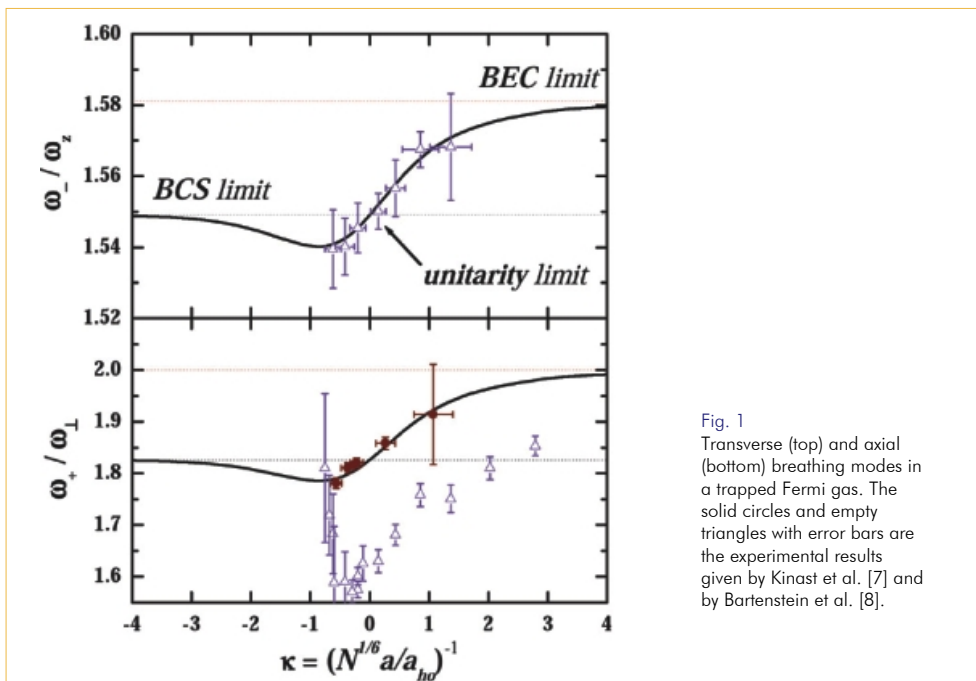 1.60
1.58
1.56
1.54
1.52
ω₋ / ω_z
BEC limit
BCS limit
unitarity limit
2.0
1.9
1.8
1.7
1.6
ω₊ / ω_⊥
-4 -3 -2 -1 0 1 2 3 4
κ = (N^{1/6} a/a_{ho})^{-1}
Fig. 1
Transverse (top) and axial
(bottom) breathing modes in
a trapped Fermi gas. The
solid circles and empty
triangles with error bars are
the experimental results
given by Kinast et al. [7] and
by Bartenstein et al. [8].